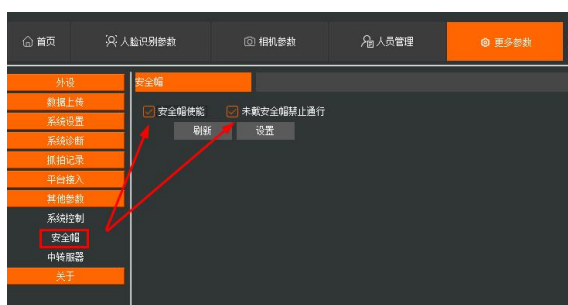 首页 人脸识别参数 相机参数 人员管理 更多参数
外设
安全帽
数据上传
安全帽使能 未戴安全帽禁止通行
系统设置
刷新 设置
系统诊断
抓拍记录
平台接入
其他参数
系统控制
安全帽
中转服器
关于